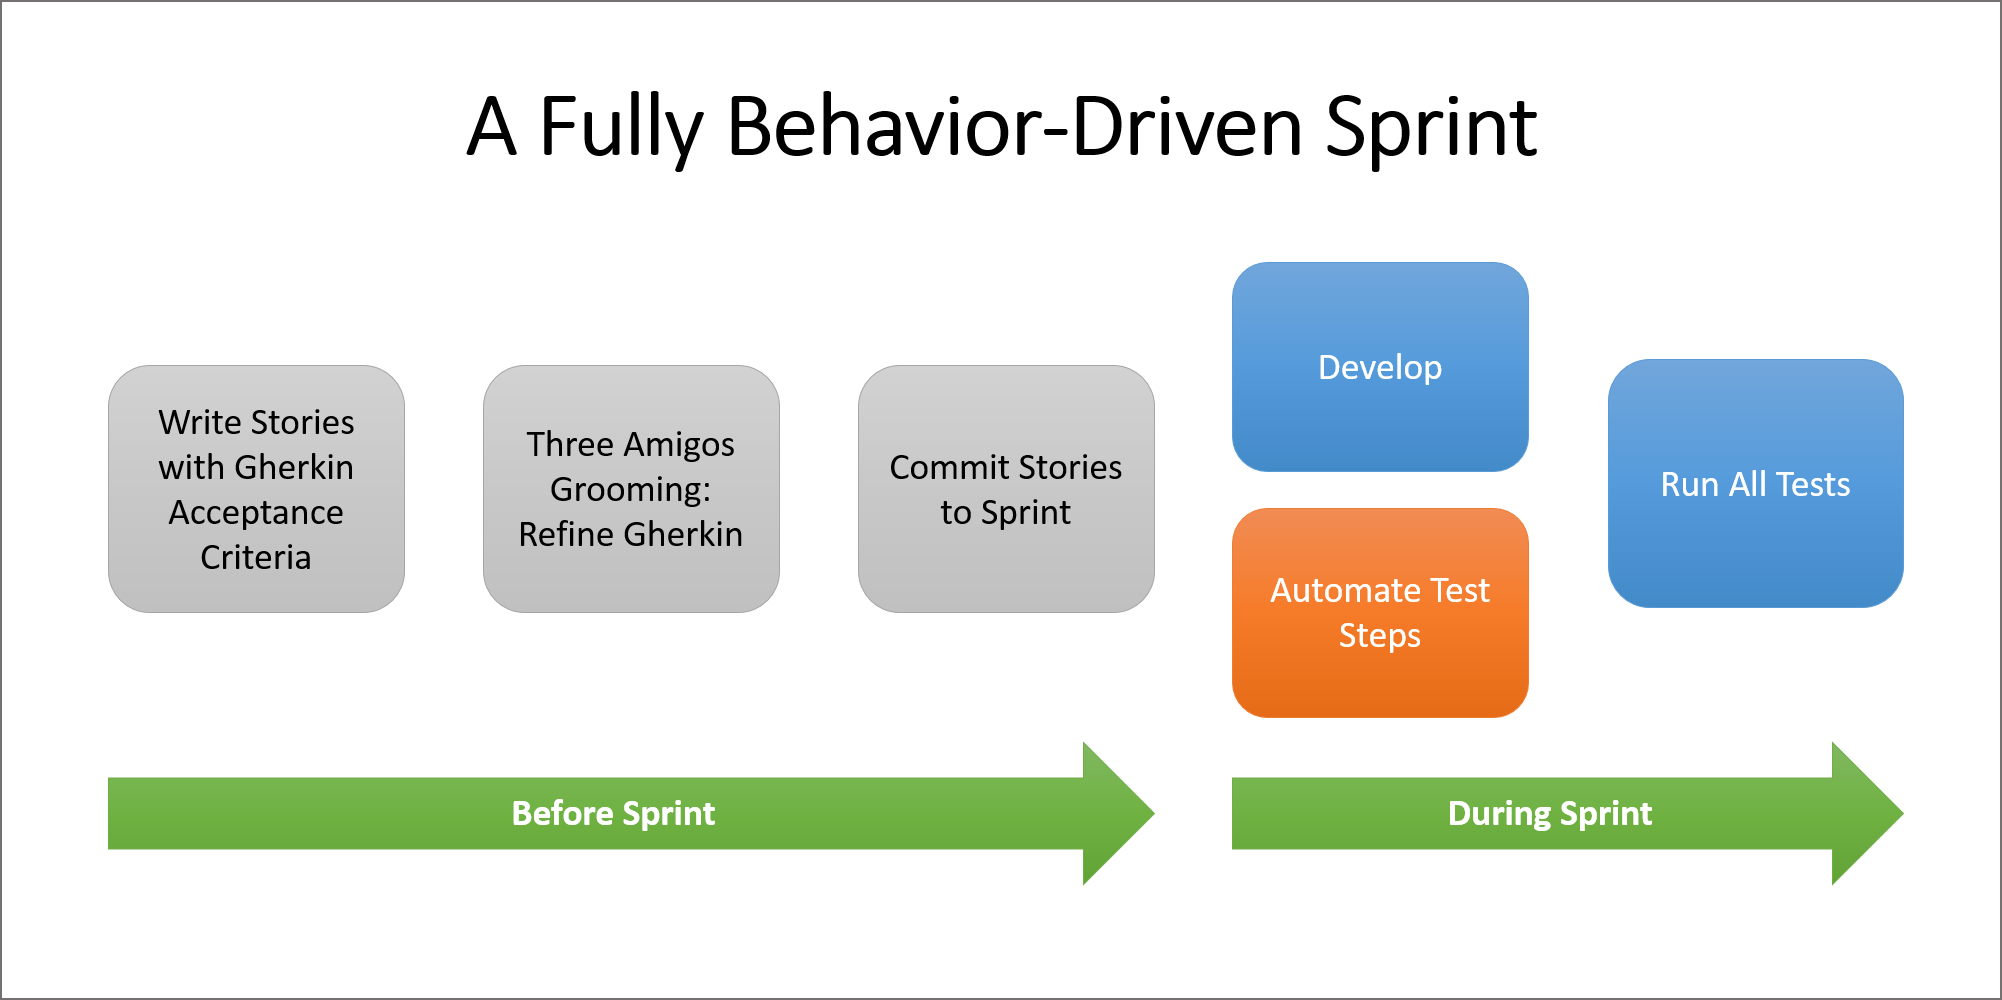 A Fully Behavior-Driven Sprint
Write Stories
with Gherkin
Acceptance
Criteria
Three Amigos
Grooming:
Refine Gherkin
Commit Stories
to Sprint
Develop
Automate Test
Steps
Run All Tests
Before Sprint
During Sprint